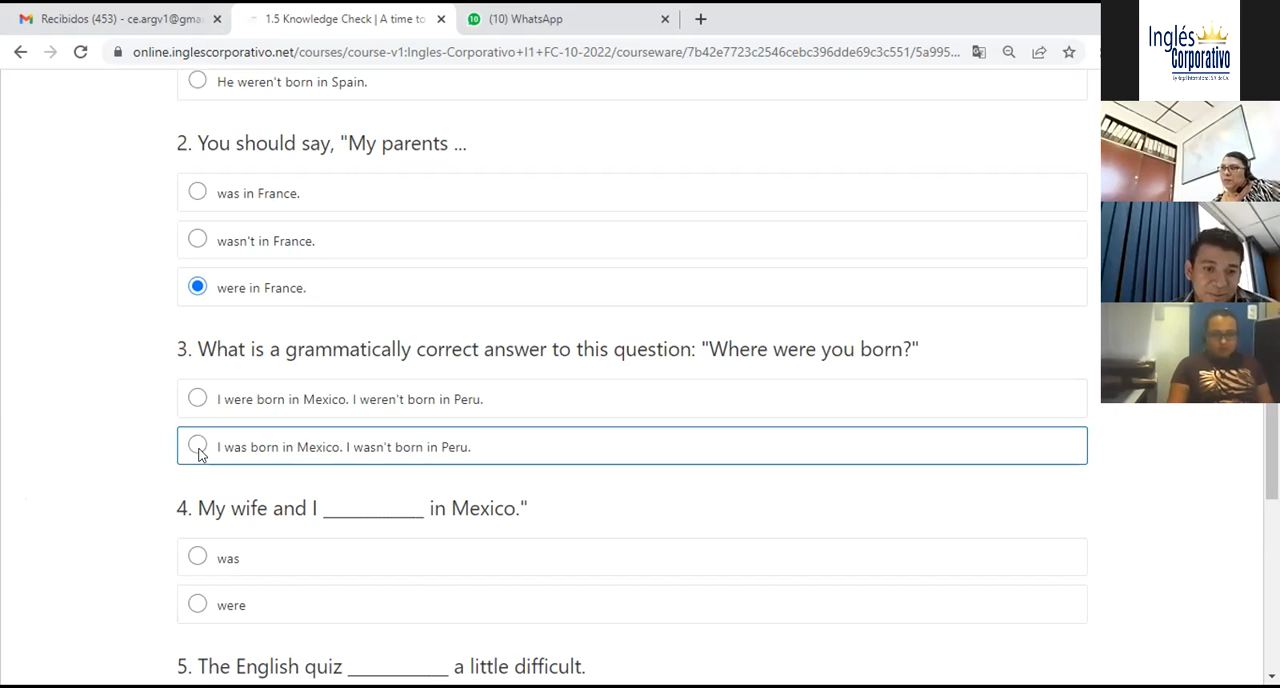 Recibidos (453) - ce.argv1@gma
1.5 Knowledge Check | A time to
(10) WhatsApp
online.inglescorporativo.net/courses/course-v1:Ingles-Corporativo+I1+FC-10-2022/courseware/7b42e7723c2546cebc396dde69c3c551/5a995...
Inglés
Corporativo
He weren't born in Spain.
2. You should say, "My parents ...
was in France.
wasn't in France.
were in France.
3. What is a grammatically correct answer to this question: "Where were you born?"
I were born in Mexico. I weren't born in Peru.
I was born in Mexico. I wasn't born in Peru.
4. My wife and I ___________ in Mexico."
was
were
5. The English quiz ___________ a little difficult.